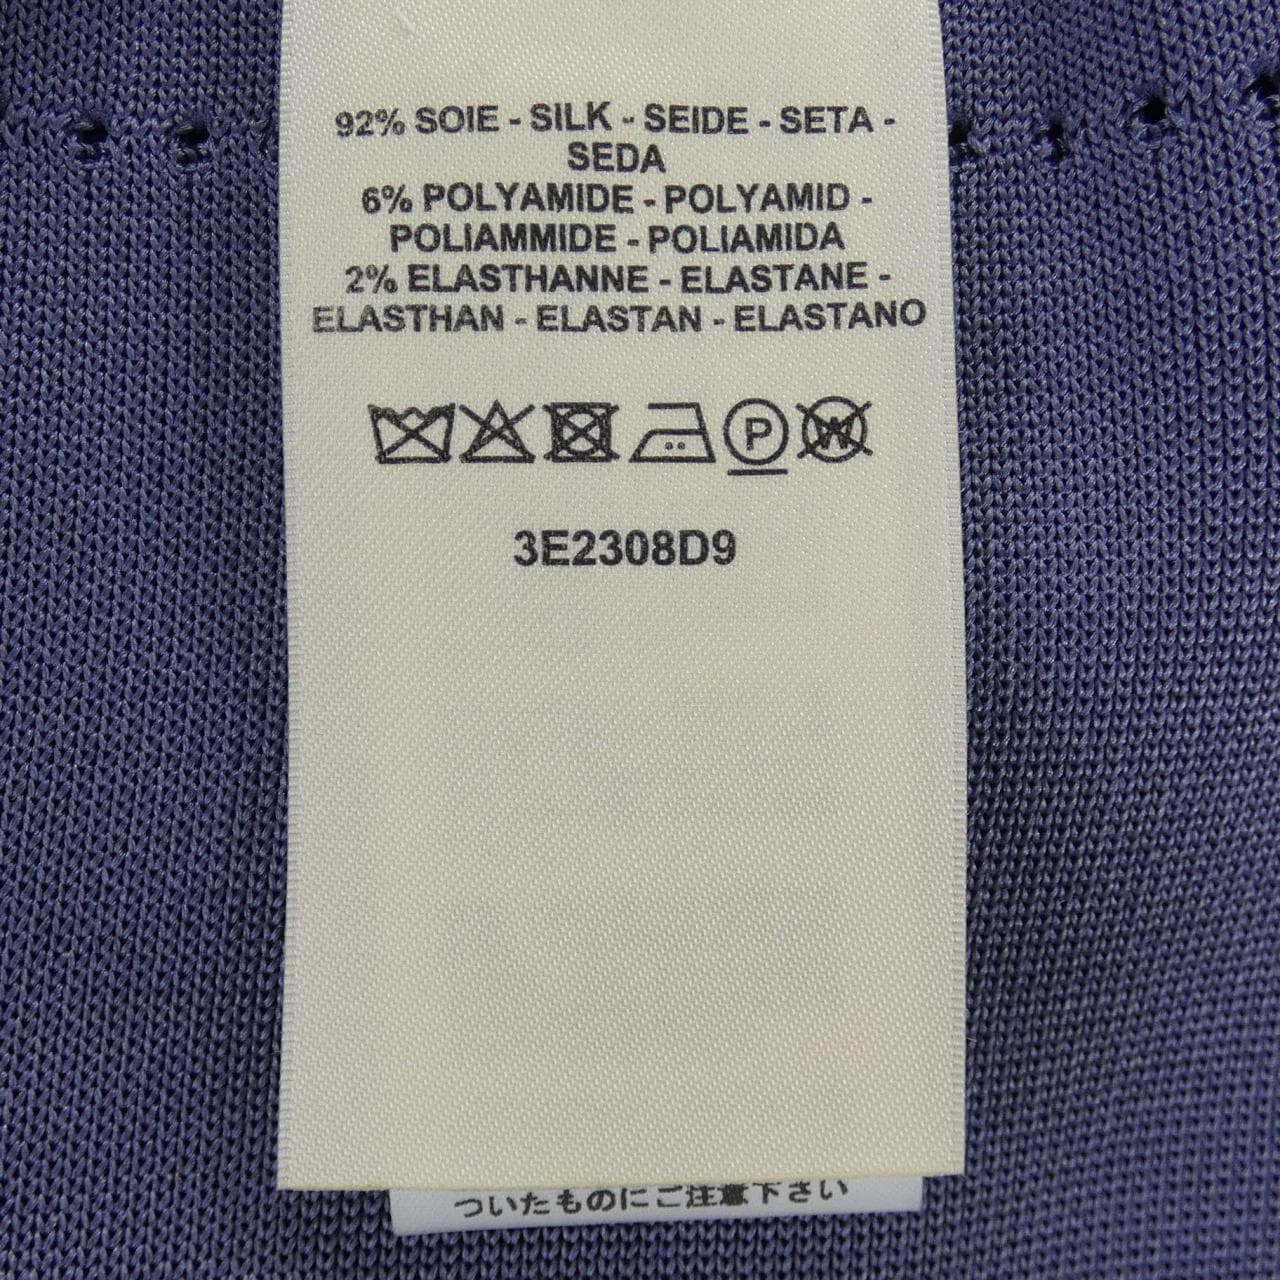 92% SOIE - SILK - SEIDE - SETA -
SEDA
6% POLYAMIDE - POLYAMID -
POLIAMMIDE - POLIAMIDA
2% ELASTHANNE - ELASTANE -
ELASTHAN - ELASTAN - ELASTANO
P W
3E2308D9
ついたものにご注意下さい